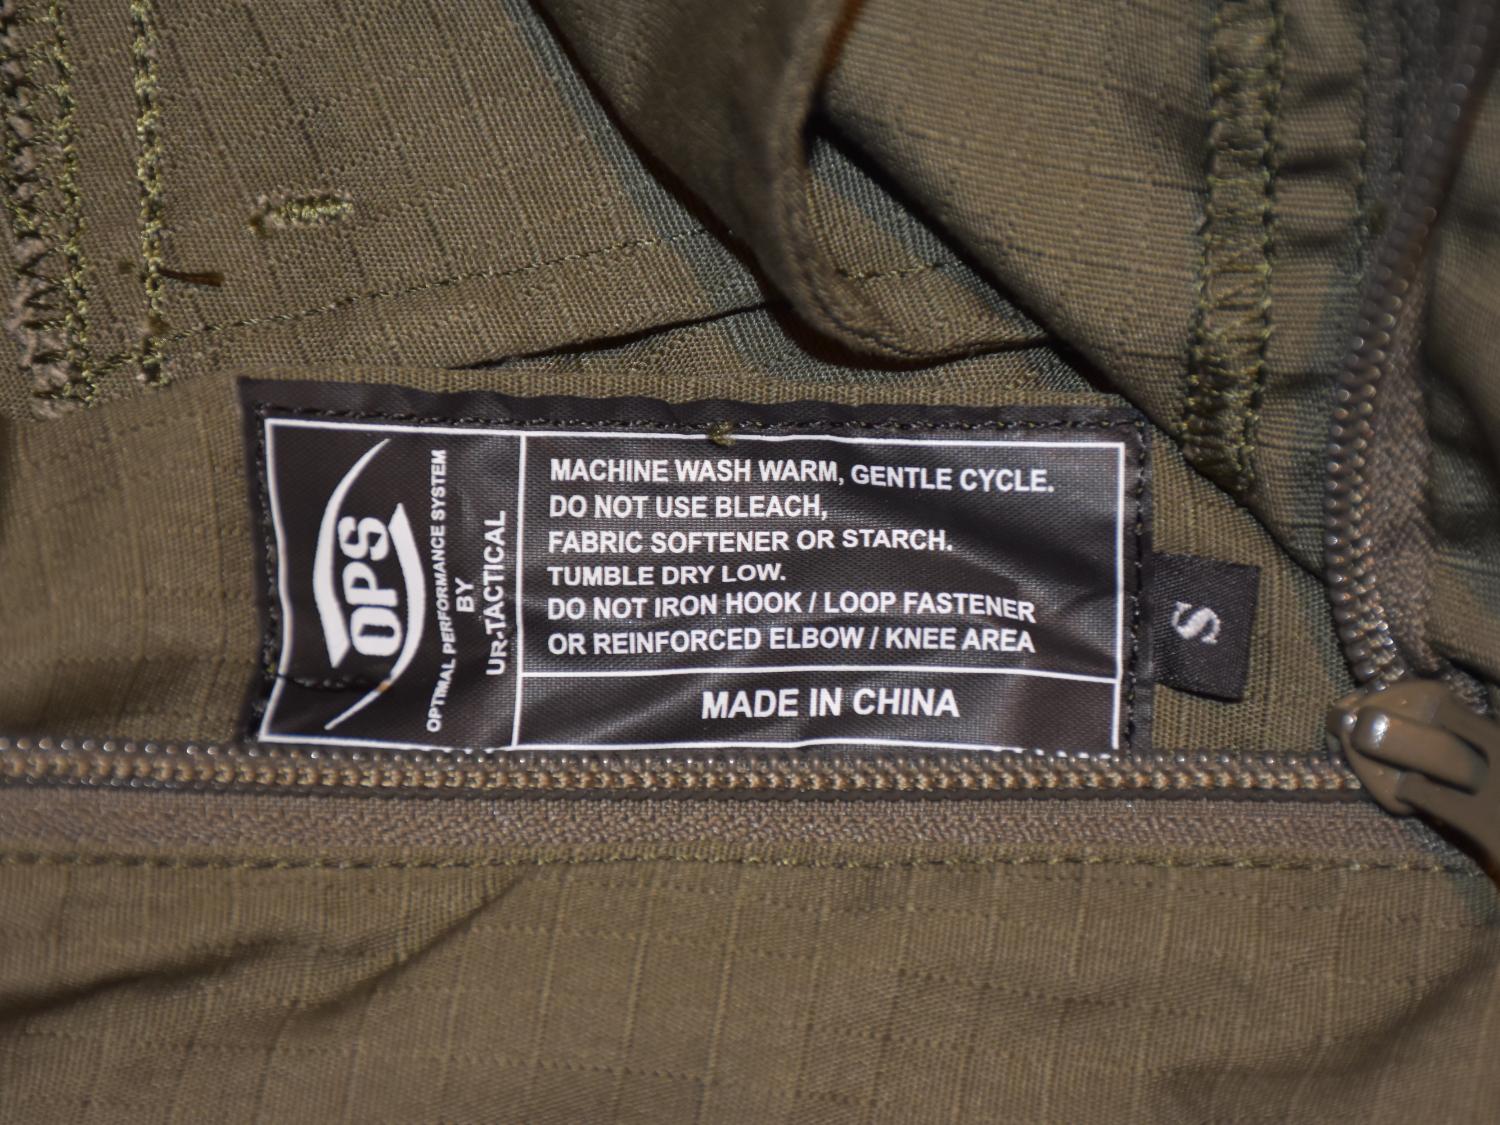 OPS
OPTIMAL PERFORMANCE SYSTEM
BY
UR-TACTICAL
MACHINE WASH WARM, GENTLE CYCLE.
DO NOT USE BLEACH,
FABRIC SOFTENER OR STARCH.
TUMBLE DRY LOW.
DO NOT IRON HOOK / LOOP FASTENER
OR REINFORCED ELBOW / KNEE AREA
MADE IN CHINA
S